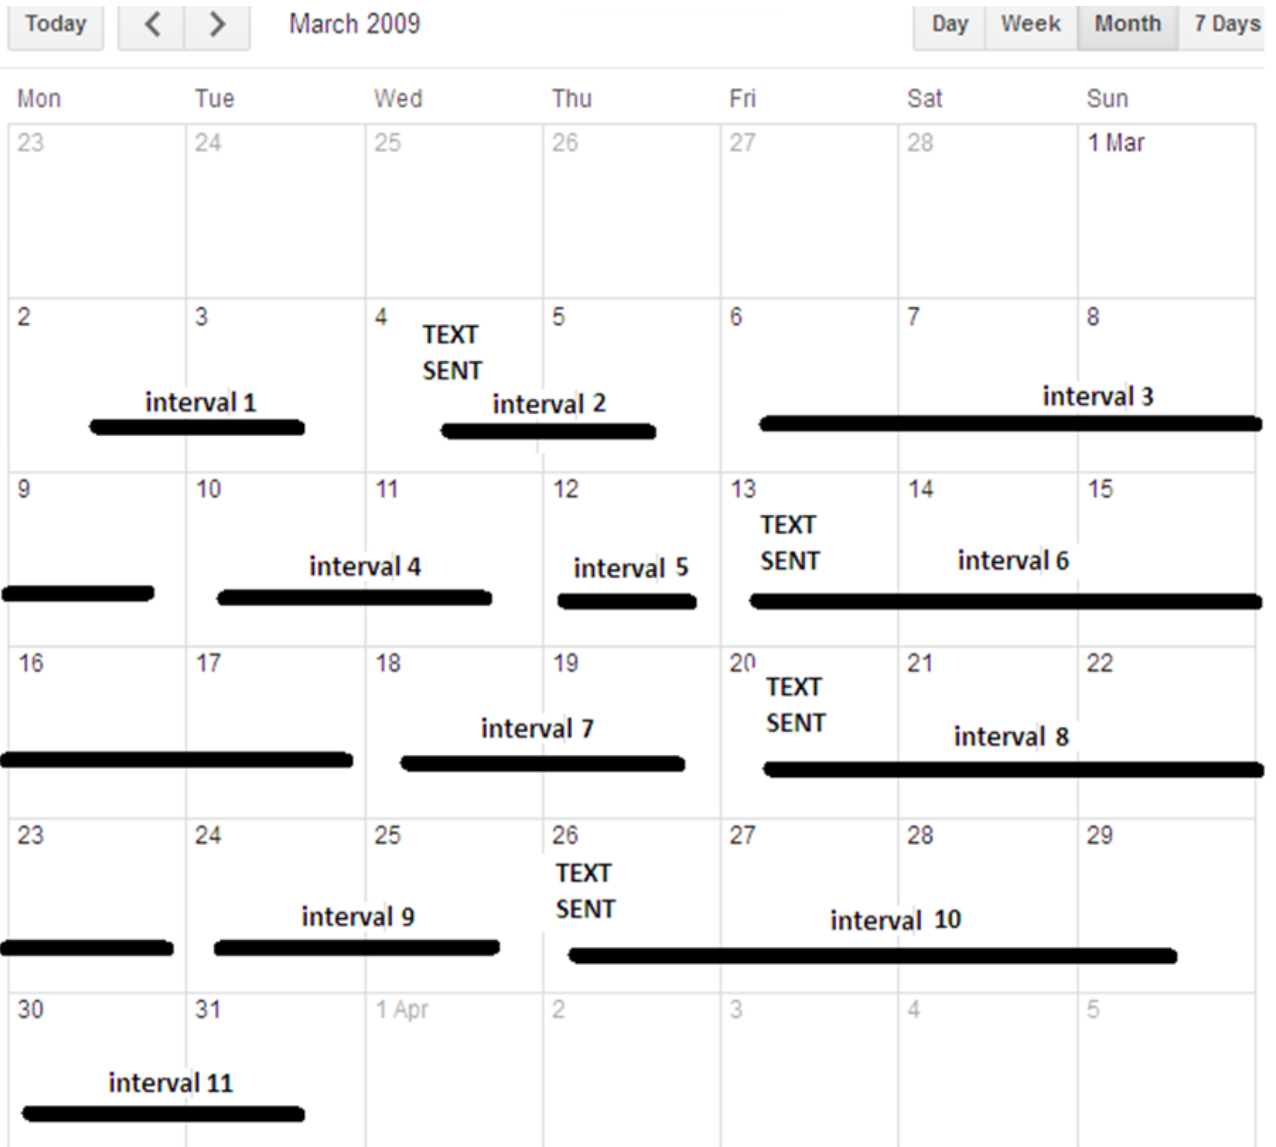 Today < > March 2009 Day Week Month 7 Days
Mon Tue Wed Thu Fri Sat Sun
23 24 25 26 27 28 1 Mar
2 3 4 5 6 7 8
TEXT
SENT
interval 1 interval 2 interval 3
9 10 11 12 13 14 15
TEXT
SENT
interval 4 interval 5 interval 6
16 17 18 19 20 21 22
TEXT
SENT
interval 7 interval 8
23 24 25 26 27 28 29
TEXT
SENT
interval 9 interval 10
30 31 1 Apr 2 3 4 5
interval 11